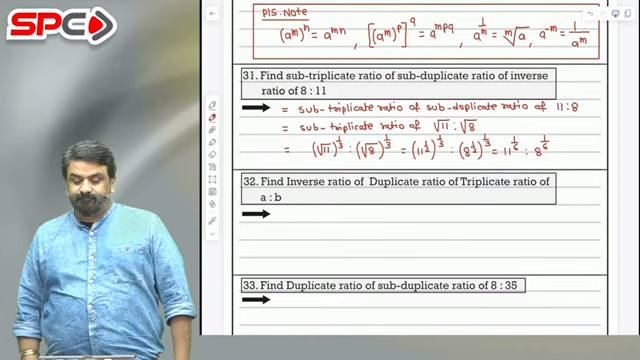 SPC
Pls. Note
(a^m)^n = a^mn , [(a^m)^p]^q = a^mpq , a^1/m = ᵐ√a , a^-m = 1/a^m
31. Find sub-triplicate ratio of sub-duplicate ratio of inverse
ratio of 8 : 11
= sub-triplicate ratio of sub-duplicate ratio of 11:8
= sub-triplicate ratio of √11 : √8
= (√11)^1/3 : (√8)^1/3 = (11^1/2)^1/3 : (8^1/2)^1/3 = 11^1/6 : 8^1/6
32. Find Inverse ratio of Duplicate ratio of Triplicate ratio of
a : b
33. Find Duplicate ratio of sub-duplicate ratio of 8 : 35